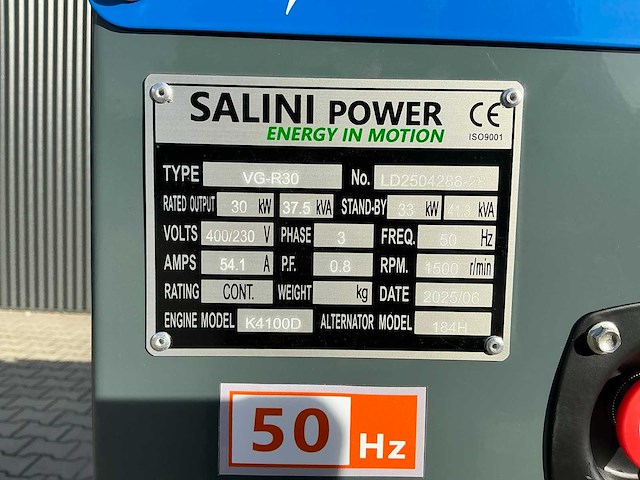 SALINI POWER CE
ENERGY IN MOTION ISO9001
TYPE VG-R30 No. LD2504288-
RATED OUTPUT 30 kW 37.5 kVA STAND-BY 33 kW kVA
VOLTS 400/230 V PHASE 3 FREQ. 50 Hz
AMPS 54.1 A P.F. 0.8 RPM. 1500 r/min
RATING CONT. WEIGHT kg DATE 2025/06
ENGINE MODEL K4100D ALTERNATOR MODEL 184H
50 Hz